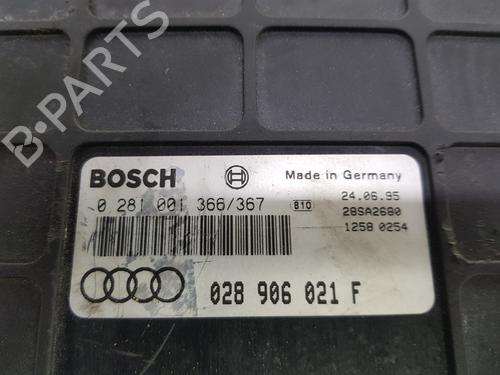 B-PARTS
BOSCH
Made in Germany
0 281 001 366/367
B10
24.06.95
28SA2680
1258 0254
028 906 021 F